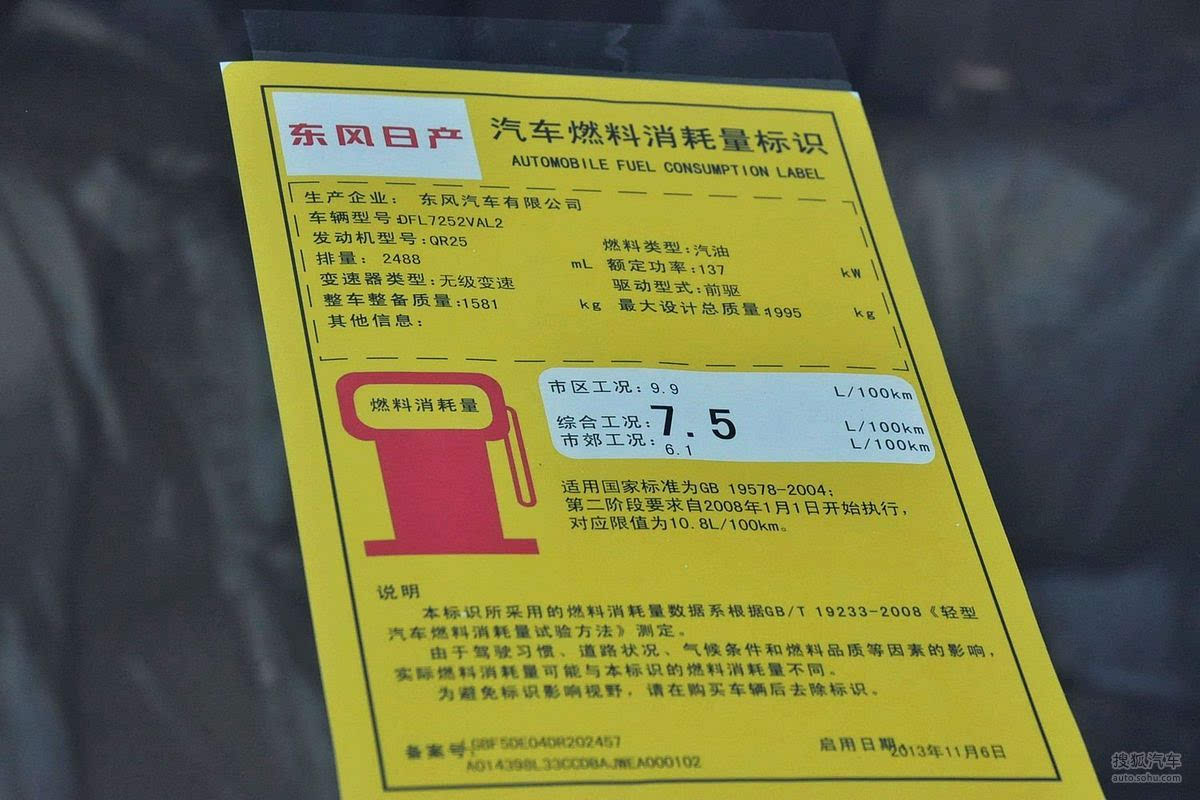 东风日产
汽车燃料消耗量标识
AUTOMOBILE FUEL CONSUMPTION LABEL
生产企业： 东风汽车有限公司
车辆型号:DFL7252VAL2
发动机型号:QR25 燃料类型:汽油
排量： 2488 mL 额定功率:137 kW
变速器类型:无级变速 驱动型式:前驱
整车整备质量:1581 kg 最大设计总质量:1995 kg
其他信息：
燃料消耗量
市区工况：9.9 L/100km
综合工况：7.5 L/100km
市郊工况：6.1 L/100km
适用国家标准为GB 19578-2004；
第二阶段要求自2008年1月1日开始执行，
对应限值为10.8L/100km。
说明
本标识所采用的燃料消耗量数据系根据GB/T 19233-2008《轻型
汽车燃料消耗量试验方法》测定。
由于驾驶习惯、道路状况、气候条件和燃料品质等因素的影响，
实际燃料消耗量可能与本标识的燃料消耗量不同。
为避免标识影响视野，请在购买车辆后去除标识。
备案号： LGBF5DE04DR202457 启用日期：2013年11月6日
A014398L33CCDBAJWEA000102
搜狐汽车
auto.sohu.com